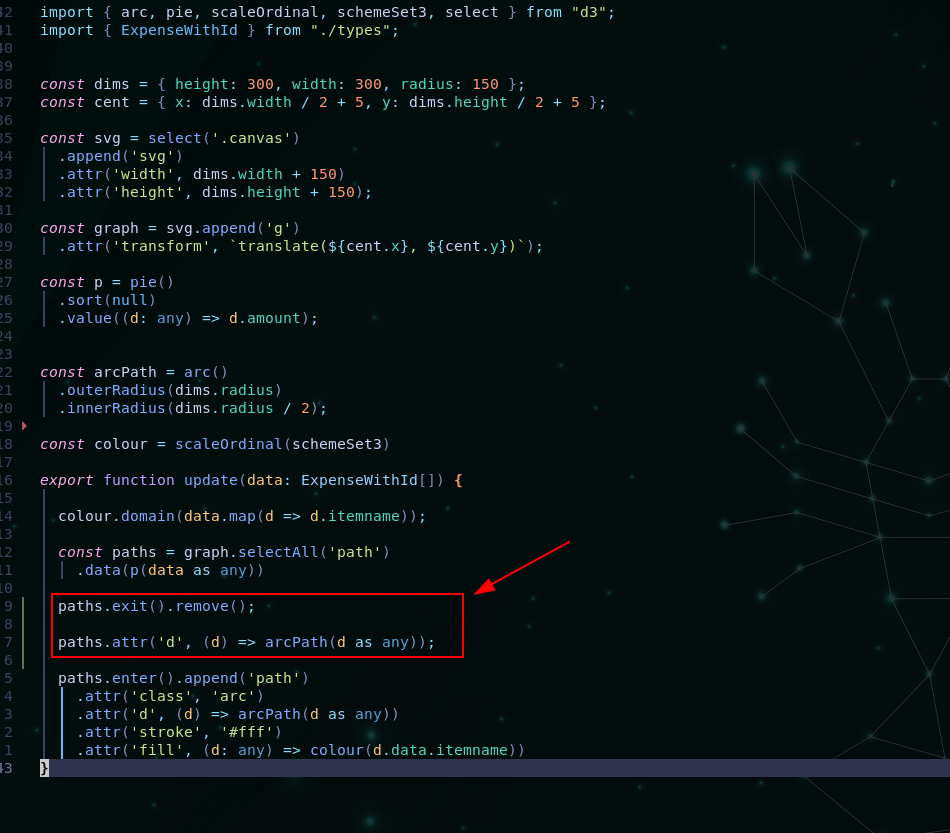 42 import { arc, pie, scaleOrdinal, schemeSet3, select } from "d3";
41 import { ExpenseWithId } from "./types";
40
39
38 const dims = { height: 300, width: 300, radius: 150 };
37 const cent = { x: dims.width / 2 + 5, y: dims.height / 2 + 5 };
36
35 const svg = select('.canvas')
34 .append('svg')
33 .attr('width', dims.width + 150)
32 .attr('height', dims.height + 150);
31
30 const graph = svg.append('g')
29 .attr('transform', `translate(${cent.x}, ${cent.y})`);
28
27 const p = pie()
26 .sort(null)
25 .value((d: any) => d.amount);
24
23
22 const arcPath = arc()
21 .outerRadius(dims.radius)
20 .innerRadius(dims.radius / 2);
19
18 const colour = scaleOrdinal(schemeSet3)
17
16 export function update(data: ExpenseWithId[]) {
15
14 colour.domain(data.map(d => d.itemname));
13
12 const paths = graph.selectAll('path')
11 .data(p(data as any))
10
9 paths.exit().remove();
8
7 paths.attr('d', (d) => arcPath(d as any));
6
5 paths.enter().append('path')
4 .attr('class', 'arc')
3 .attr('d', (d) => arcPath(d as any))
2 .attr('stroke', '#fff')
1 .attr('fill', (d: any) => colour(d.data.itemname))
43 }